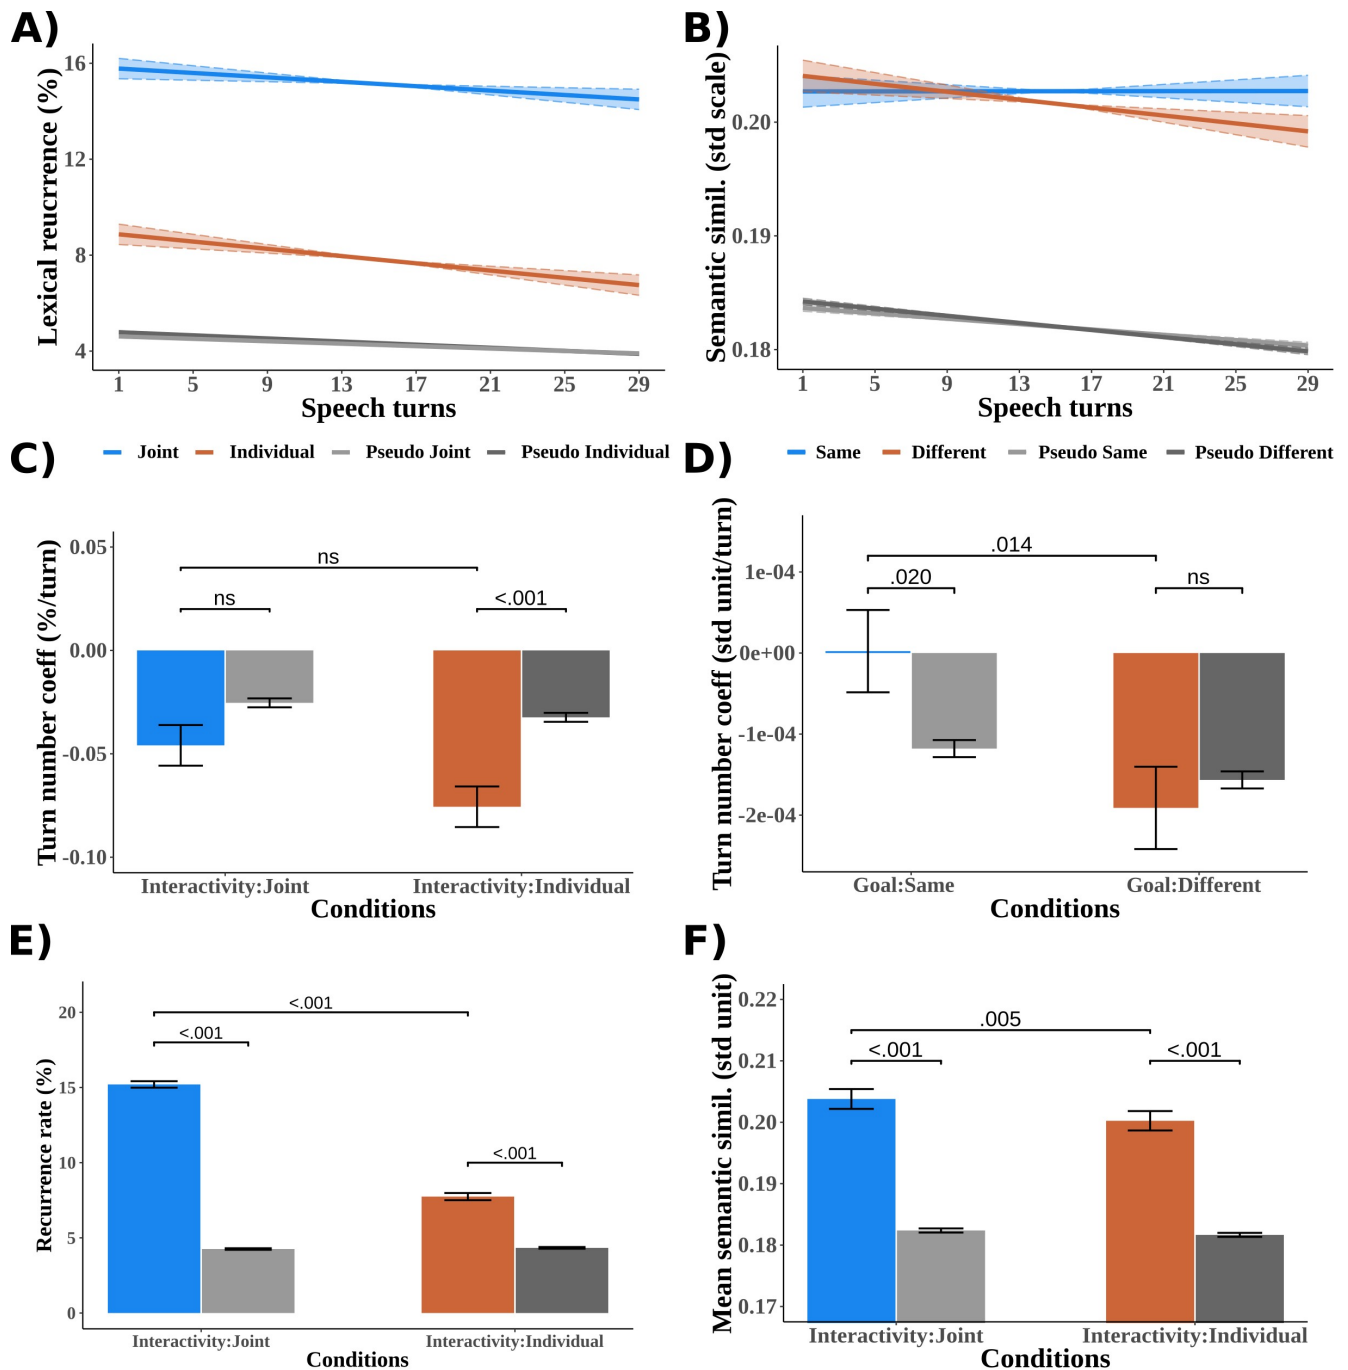 A)
Lexical reucrrence (%)
16
12
8
4
1 5 9 13 17 21 25 29
Speech turns
Joint Individual Pseudo Joint Pseudo Individual
B)
Semantic simil. (std scale)
0.20
0.19
0.18
1 5 9 13 17 21 25 29
Speech turns
Same Different Pseudo Same Pseudo Different
C)
Turn number coeff (%/turn)
0.05
0.00
-0.05
-0.10
ns
ns
<.001
Interactivity:Joint Interactivity:Individual
Conditions
D)
Turn number coeff (std unit/turn)
1e-04
0e+00
-1e-04
-2e-04
.014
.020
ns
Goal:Same Goal:Different
Conditions
E)
Recurrence rate (%)
20
15
10
5
0
<.001
<.001
<.001
Interactivity:Joint Interactivity:Individual
Conditions
F)
Mean semantic simil. (std unit)
0.22
0.21
0.20
0.19
0.18
0.17
.005
<.001
<.001
Interactivity:Joint Interactivity:Individual
Conditions